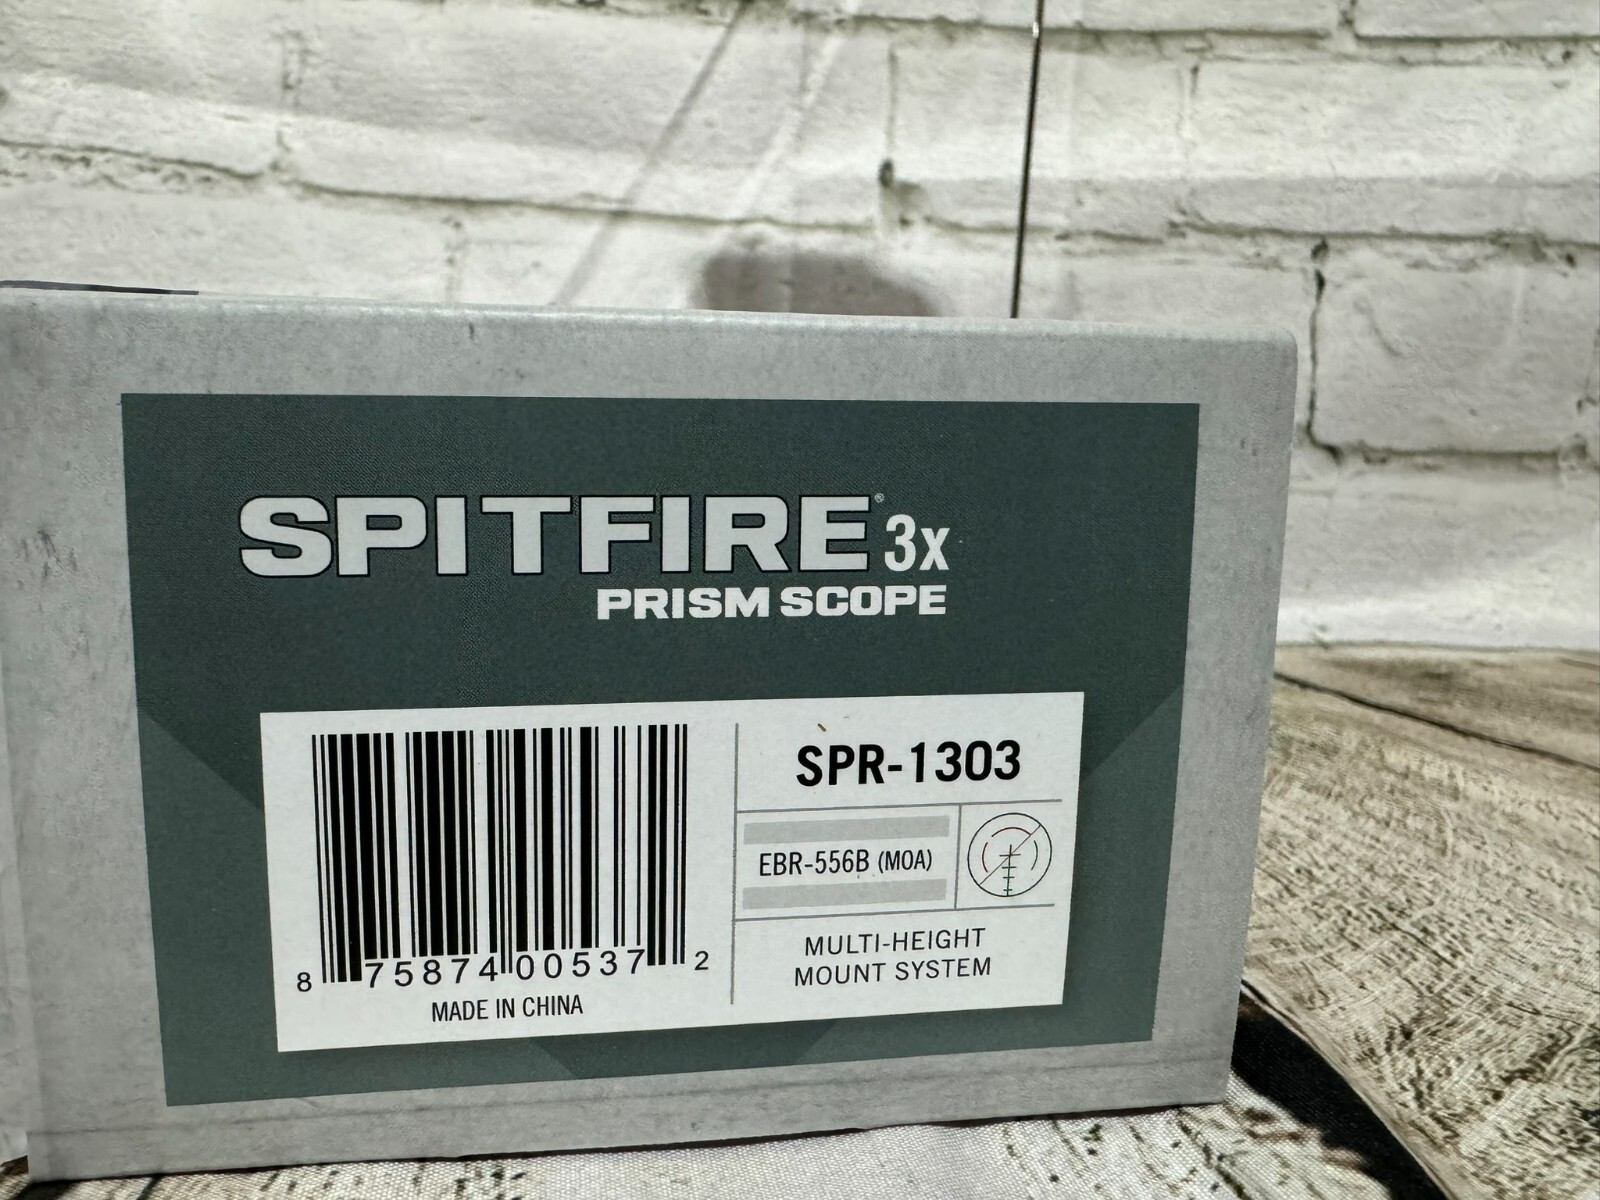 SPITFIRE® 3x
PRISM SCOPE
SPR-1303
EBR-556B (MOA)
MULTI-HEIGHT
MOUNT SYSTEM
8 75874 00537 2
MADE IN CHINA